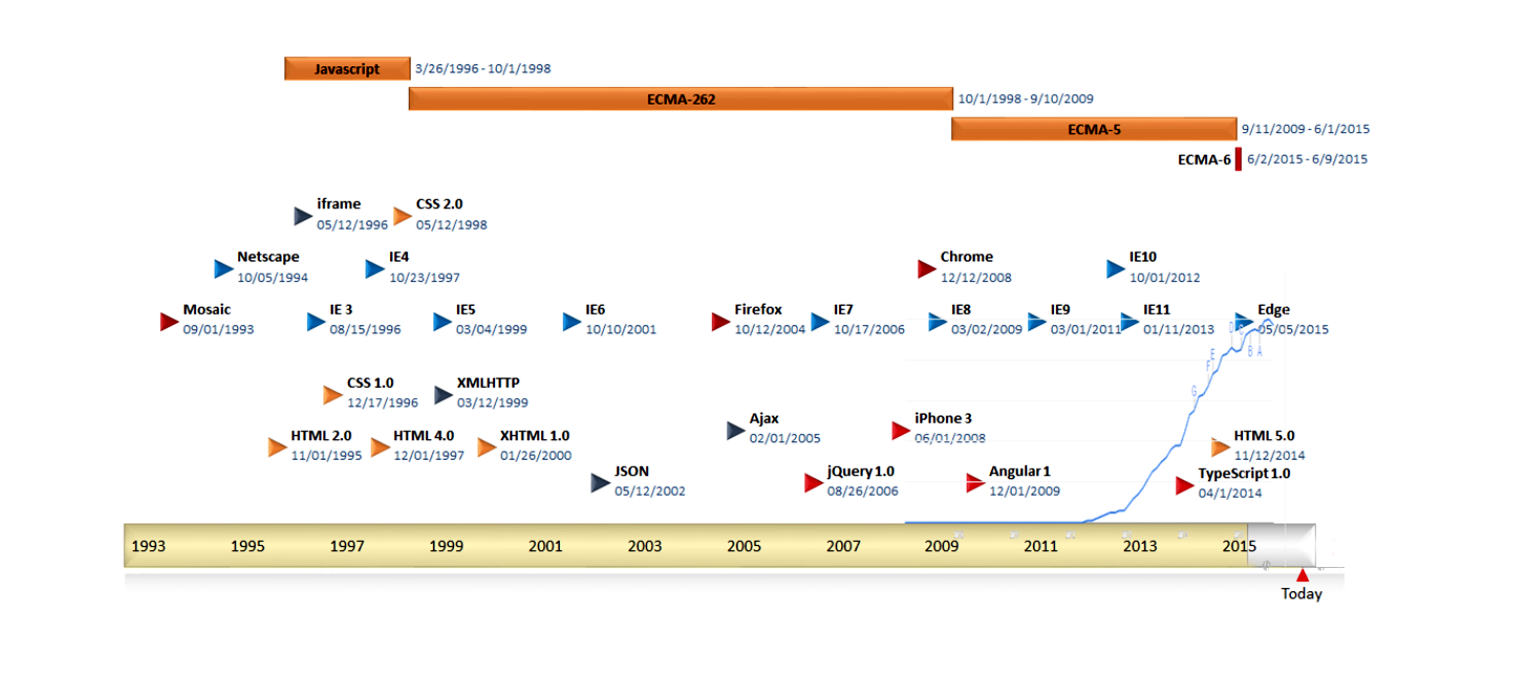 Javascript 3/26/1996 - 10/1/1998
ECMA-262 10/1/1998 - 9/10/2009
ECMA-5 9/11/2009 - 6/1/2015
ECMA-6 6/2/2015 - 6/9/2015
iframe
05/12/1996
CSS 2.0
05/12/1998
Netscape
10/05/1994
IE4
10/23/1997
Chrome
12/12/2008
IE10
10/01/2012
Mosaic
09/01/1993
IE 3
08/15/1996
IE5
03/04/1999
IE6
10/10/2001
Firefox
10/12/2004
IE7
10/17/2006
IE8
03/02/2009
IE9
03/01/2011
IE11
01/11/2013
Edge
05/05/2015
D C
B A
E
F
G
CSS 1.0
12/17/1996
XMLHTTP
03/12/1999
Ajax
02/01/2005
iPhone 3
06/01/2008
HTML 2.0
11/01/1995
HTML 4.0
12/01/1997
XHTML 1.0
01/26/2000
HTML 5.0
11/12/2014
JSON
05/12/2002
jQuery 1.0
08/26/2006
Angular 1
12/01/2009
TypeScript 1.0
04/1/2014
1993 1995 1997 1999 2001 2003 2005 2007 2009 2011 2013 2015
Today